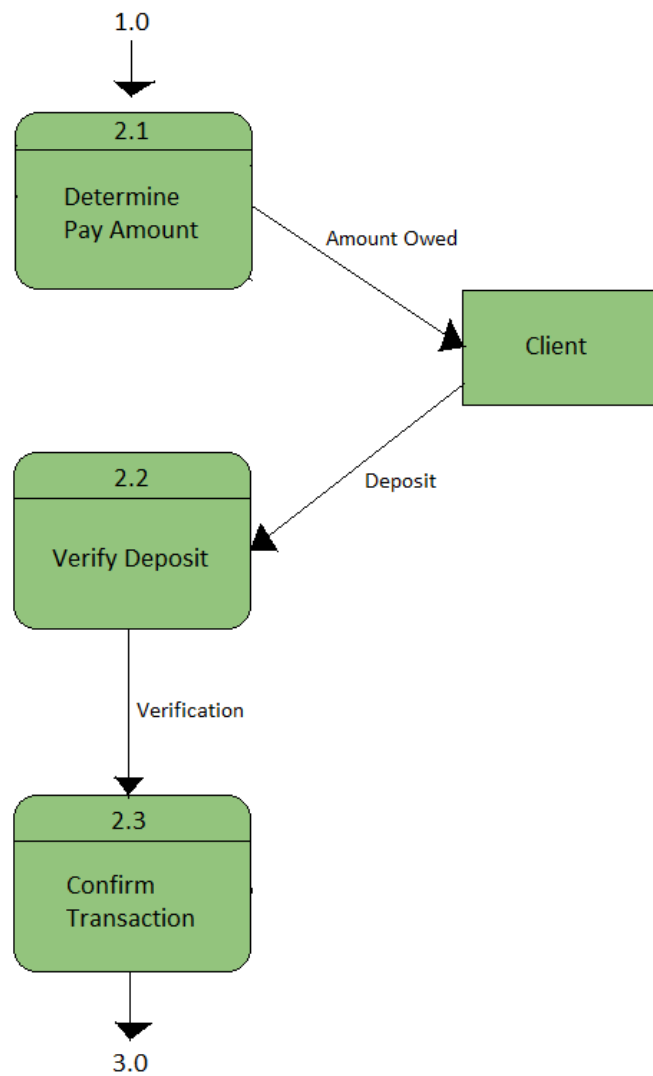 1.0
2.1
Determine
Pay Amount
Amount Owed
Client
Deposit
2.2
Verify Deposit
Verification
2.3
Confirm
Transaction
3.0